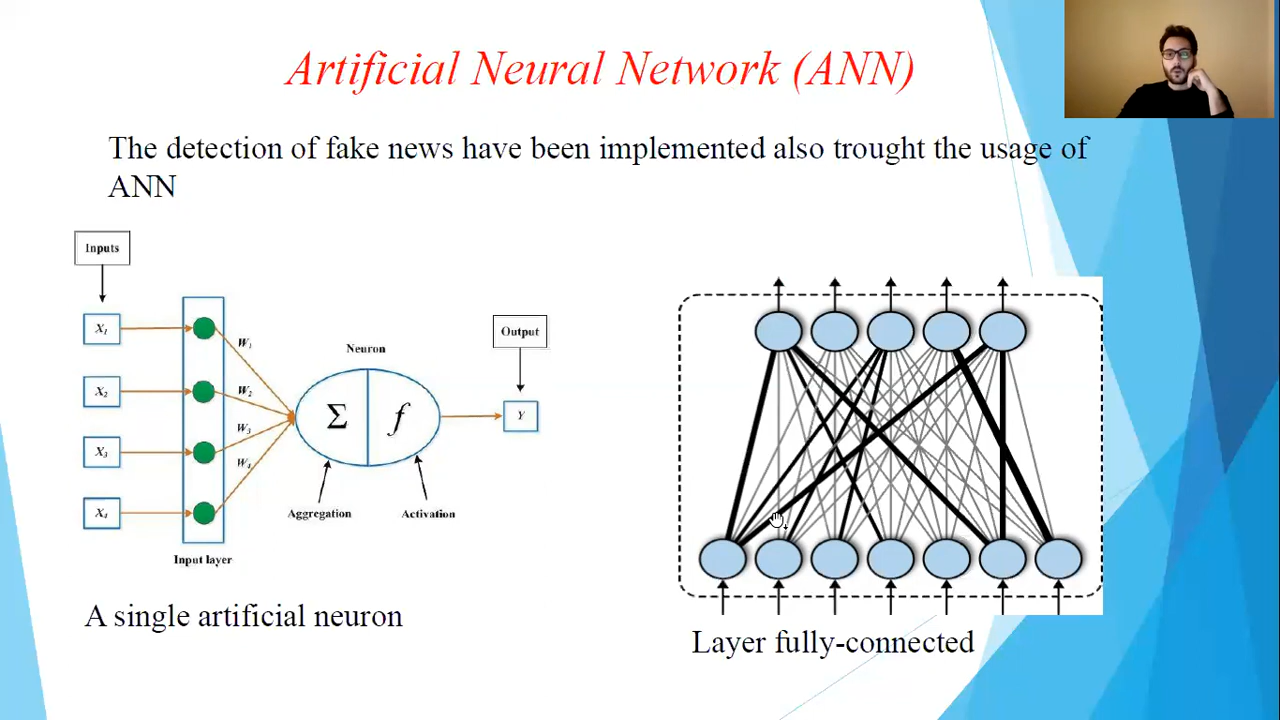 Artificial Neural Network (ANN)
The detection of fake news have been implemented also trought the usage of
ANN
Inputs
X1
X2
X3
X4
W1
W2
W3
W4
Input layer
Neuron
Σ f
Aggregation
Activation
Output
Y
A single artificial neuron
Layer fully-connected